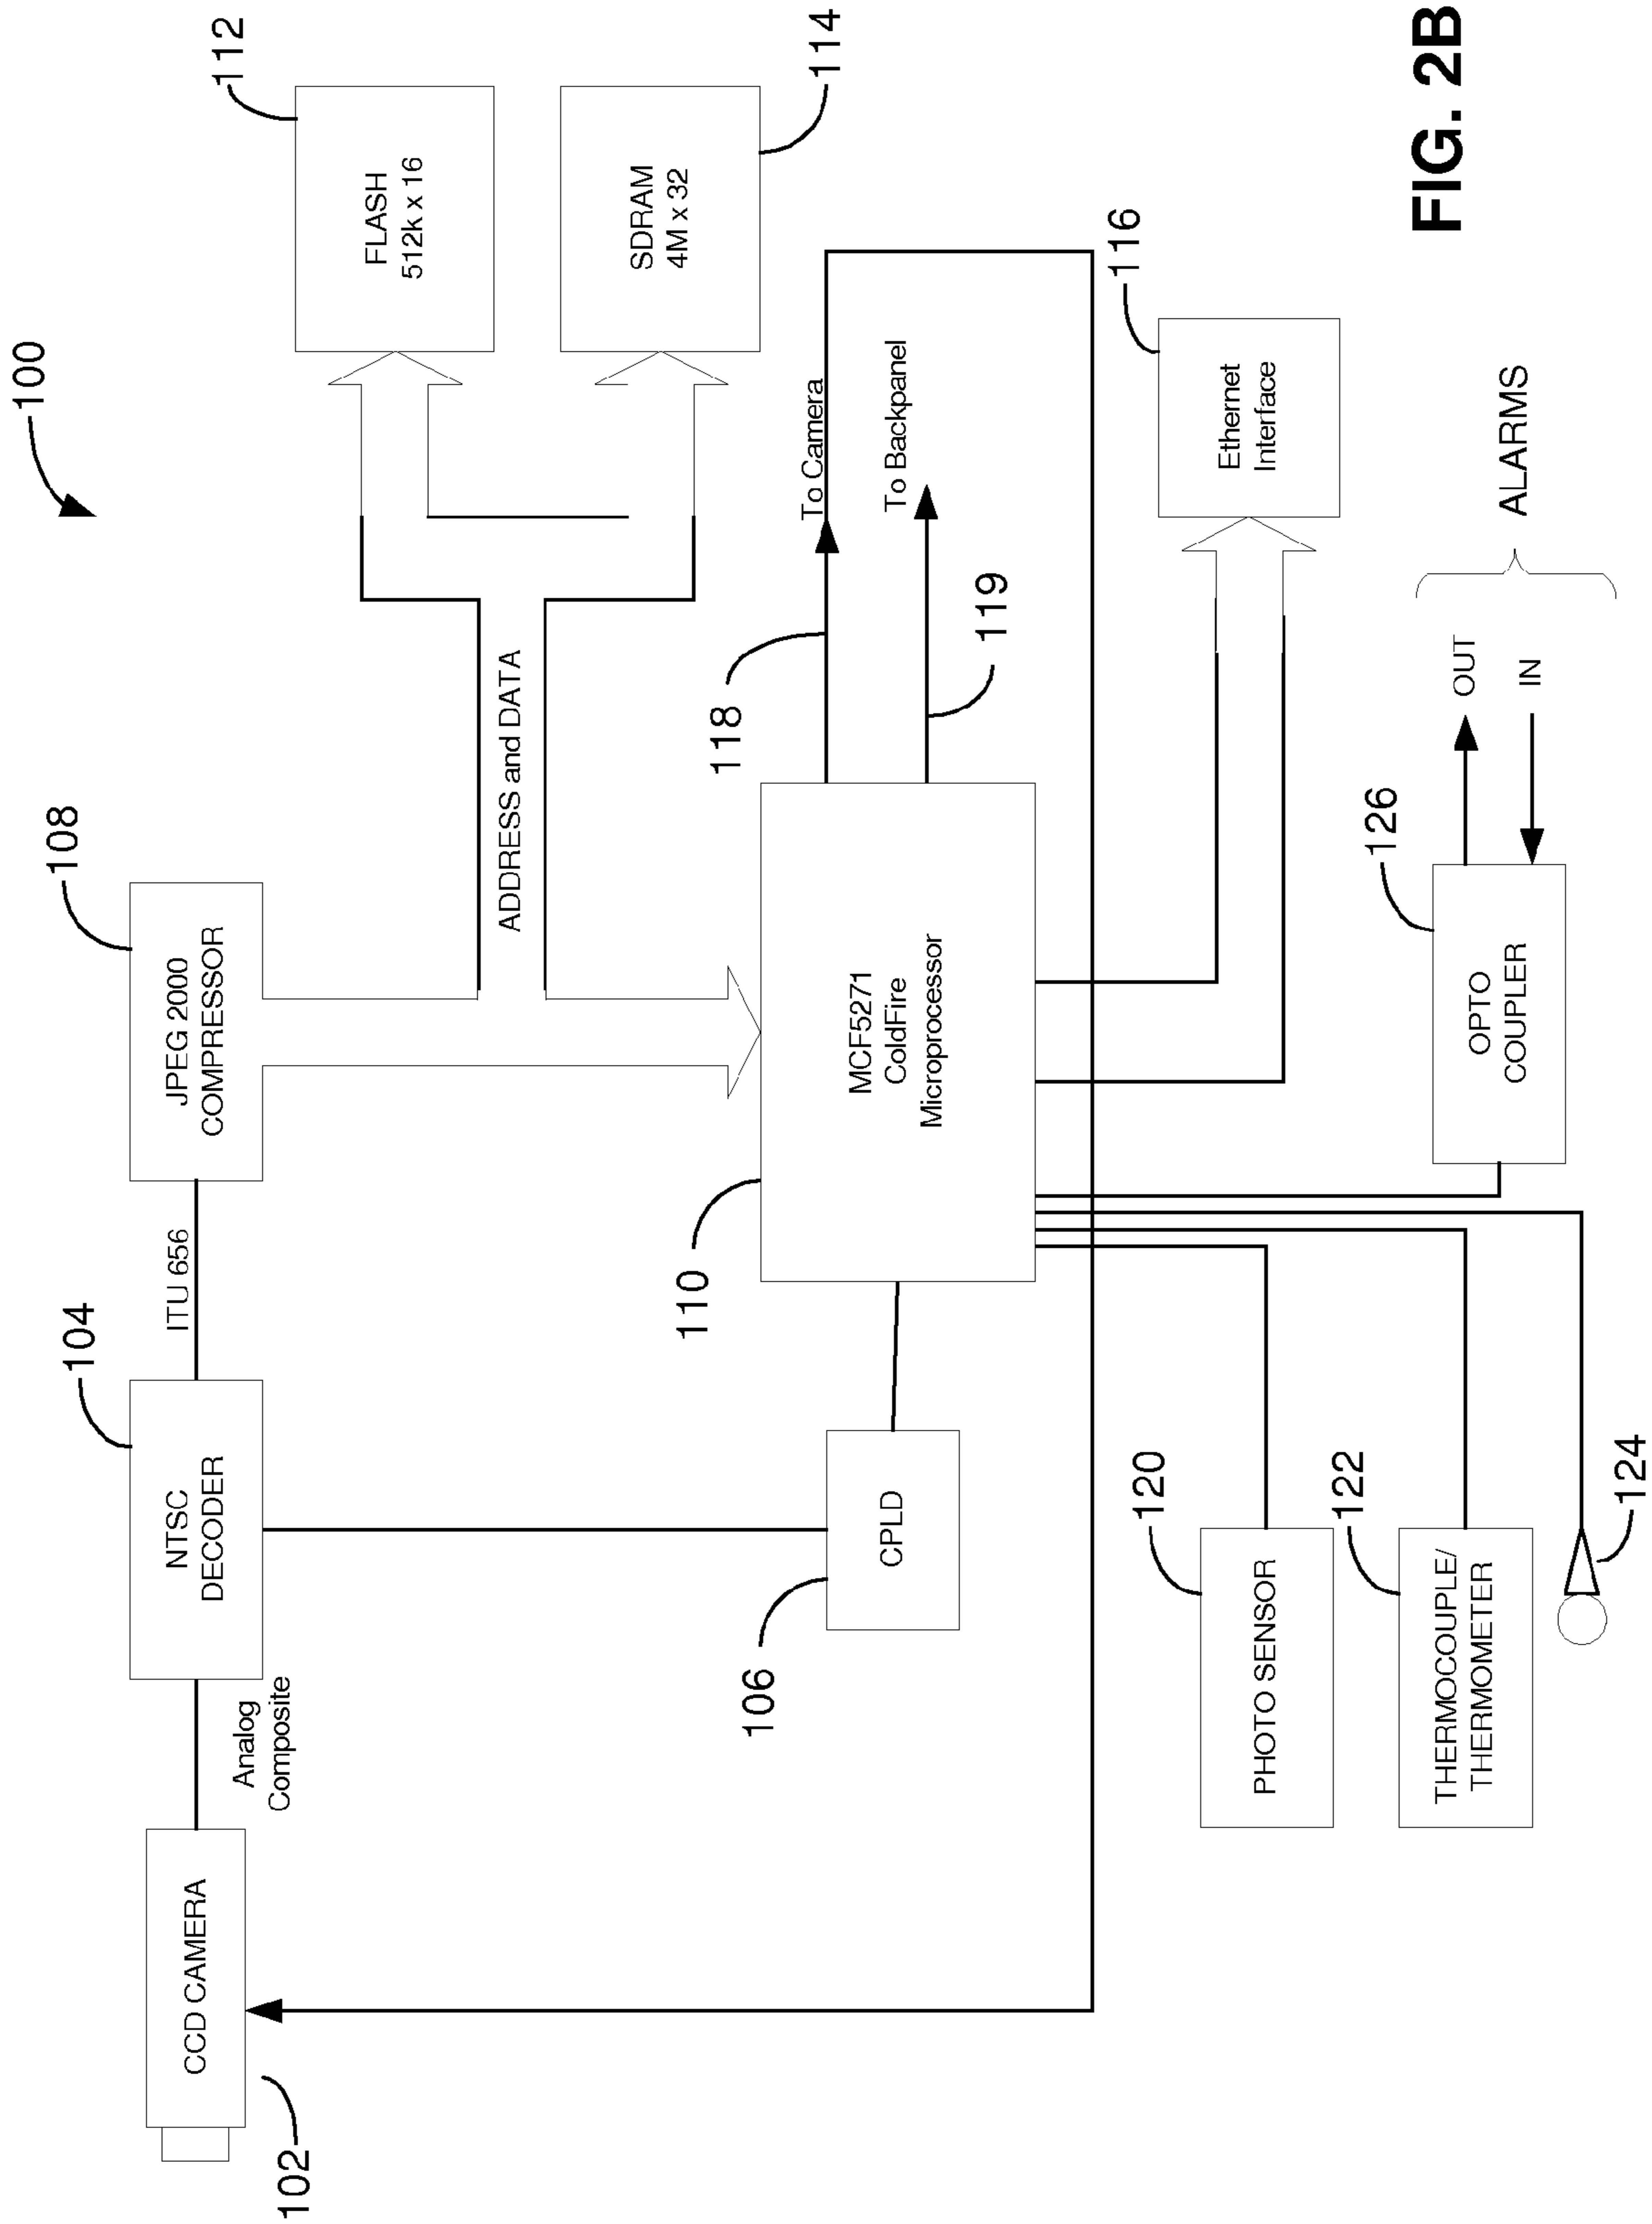 100
108
104
112
JPEG 2000
COMPRESSOR
ITU 656
NTSC
DECODER
CCD CAMERA
Analog
Composite
102
FLASH
512k x 16
ADDRESS and DATA
SDRAM
4M x 32
114
110
106
118
To Camera
To Backpanel
119
MCF5271
ColdFire
Microprocessor
CPLD
116
Ethernet
Interface
120
PHOTO SENSOR
122
THERMOCOUPLE/
THERMOMETER
124
126
OPTO
COUPLER
OUT
IN
ALARMS
FIG. 2B